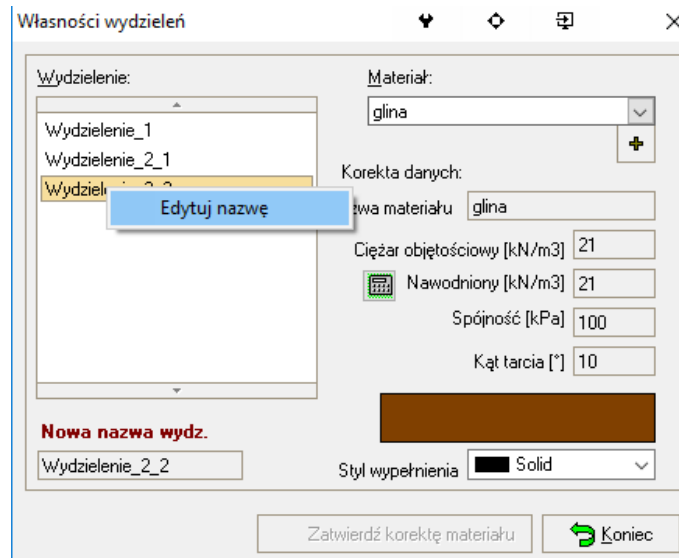 Własności wydzieleń
Wydzielenie:
Wydzielenie_1
Wydzielenie_2_1
Edytuj nazwę
Nowa nazwa wydz.
Wydzielenie_2_2
Materiał:
glina
Korekta danych:
materiału glina
Ciężar objętościowy [kN/m3] 21
Nawodniony [kN/m3] 21
Spójność [kPa] 100
Kąt tarcia [°] 10
Styl wypełnienia Solid
Zatwierdź korektę materiału
Koniec